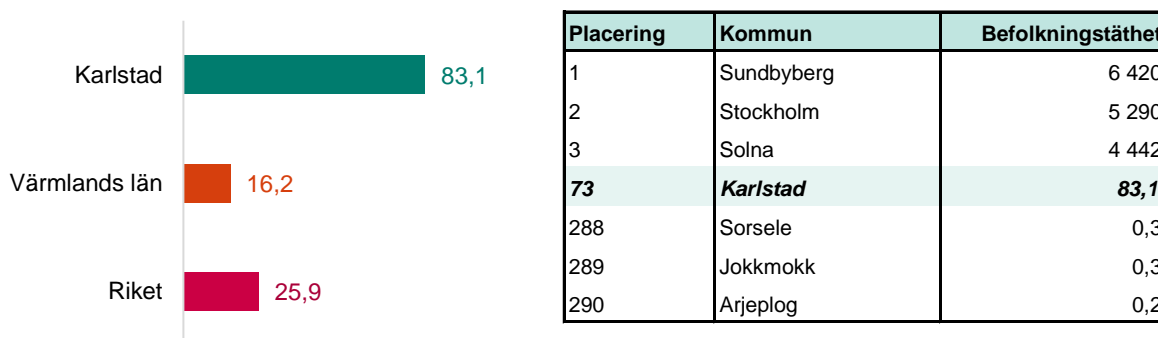 Karlstad 83,1
Värmlands län 16,2
Riket 25,9
Placering Kommun Befolkningstäthet
1 Sundbyberg 6 420
2 Stockholm 5 290
3 Solna 4 442
73 Karlstad 83,1
288 Sorsele 0,3
289 Jokkmokk 0,3
290 Arjeplog 0,2